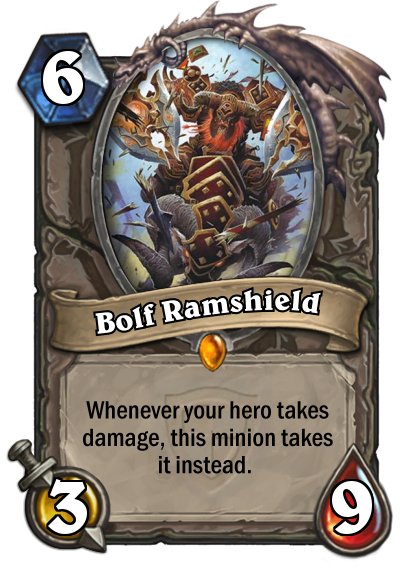 6
Bolf Ramshield
Whenever your hero takes
damage, this minion takes
it instead.
3
9